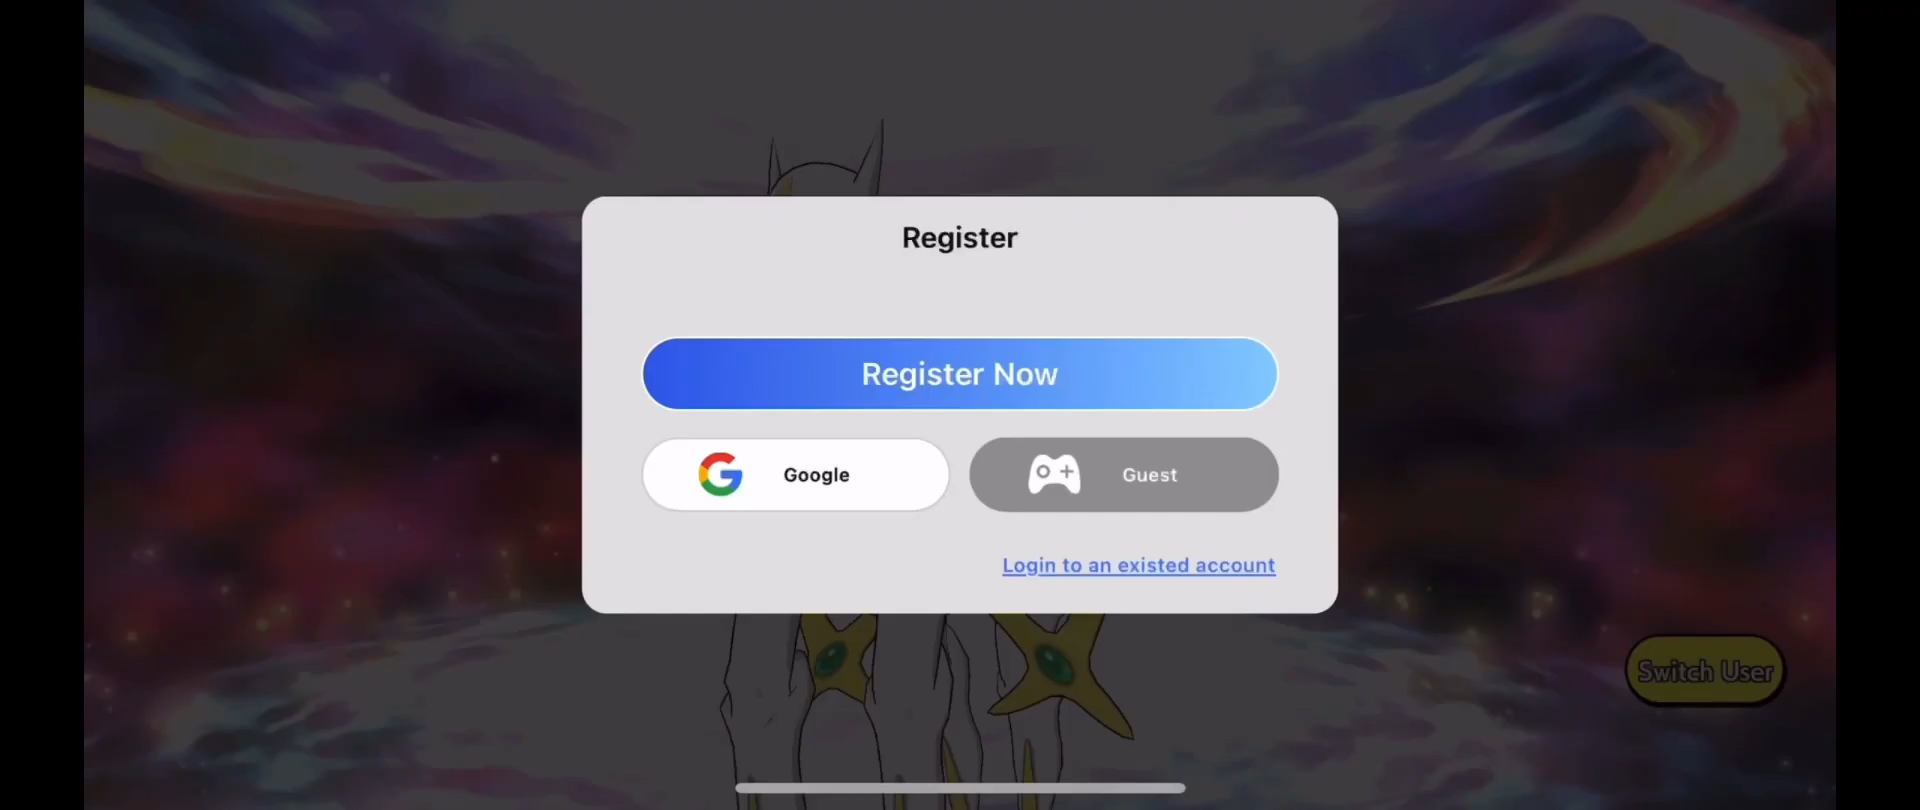 Register
Register Now
Google
Guest
Login to an existed account
Switch User